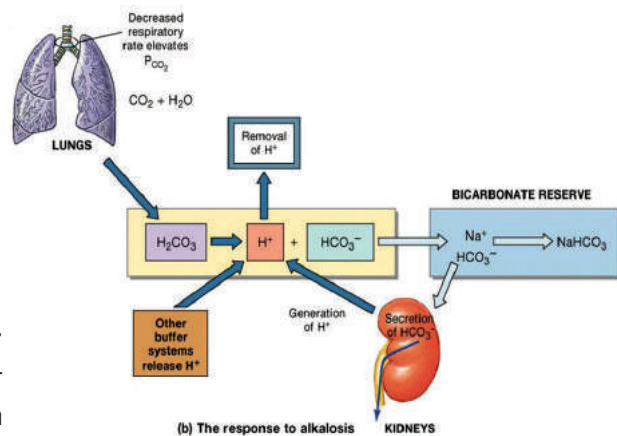 Decreased
respiratory
rate elevates
PCO2
CO2 + H2O
LUNGS
Removal
of H+
BICARBONATE RESERVE
H2CO3
H+
+
HCO3−
Na+
HCO3−
NaHCO3
Other
buffer
systems
release H+
Generation
of H+
Secretion
of HCO3−
(b) The response to alkalosis
KIDNEYS